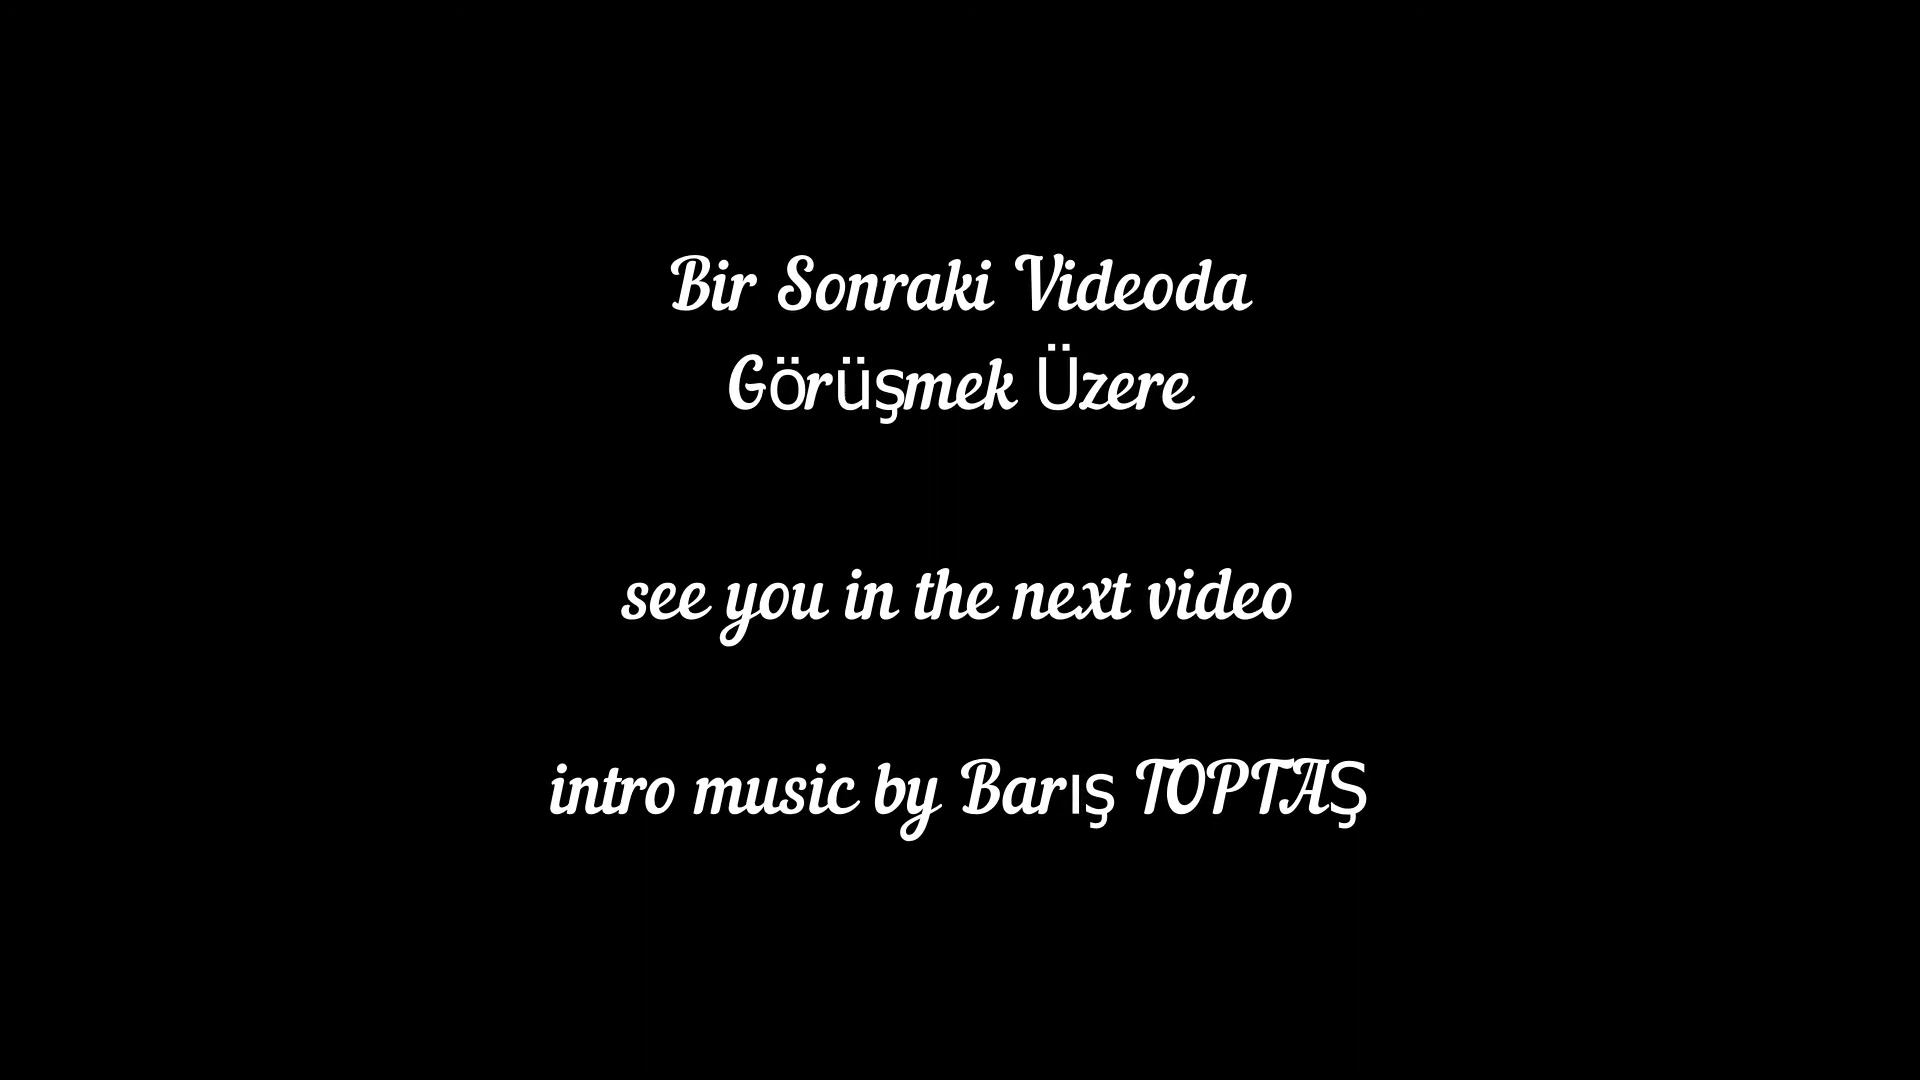 Bir Sonraki Videoda
Görüşmek Üzere
see you in the next video
intro music by Barış TOPTAŞ